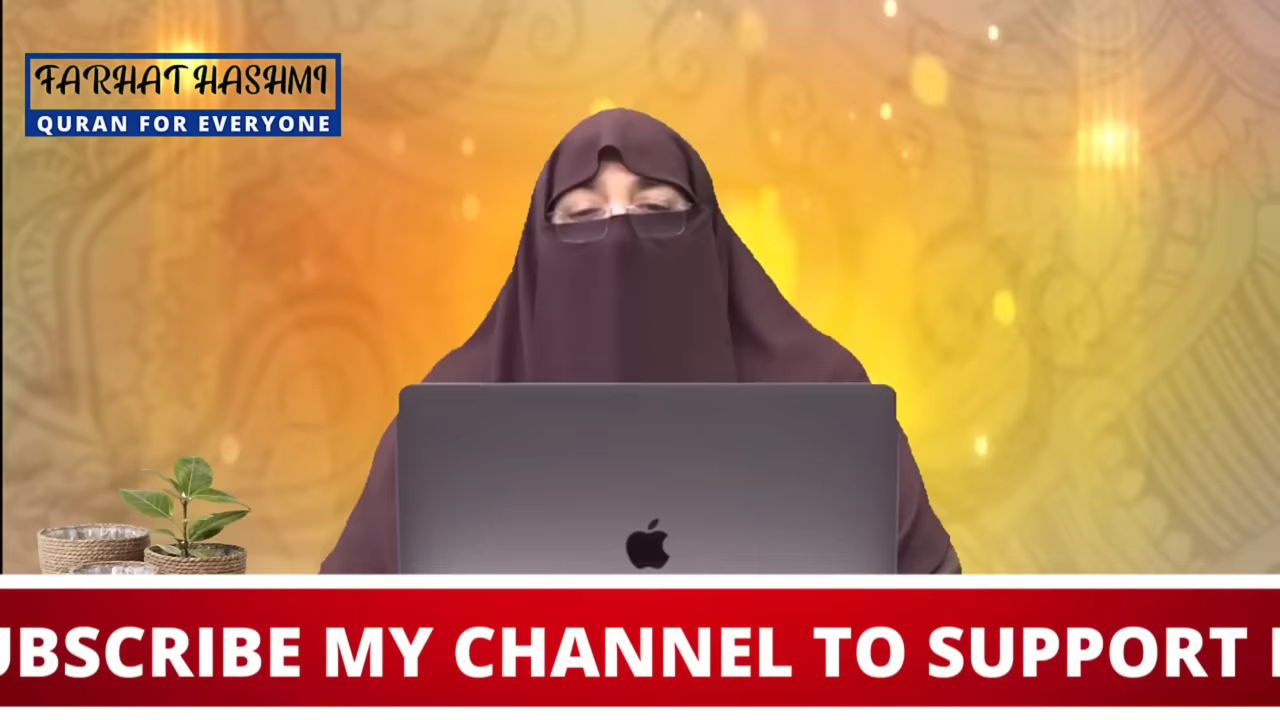 FARHAT HASHMI
QURAN FOR EVERYONE
UBSCRIBE MY CHANNEL TO SUPPORT